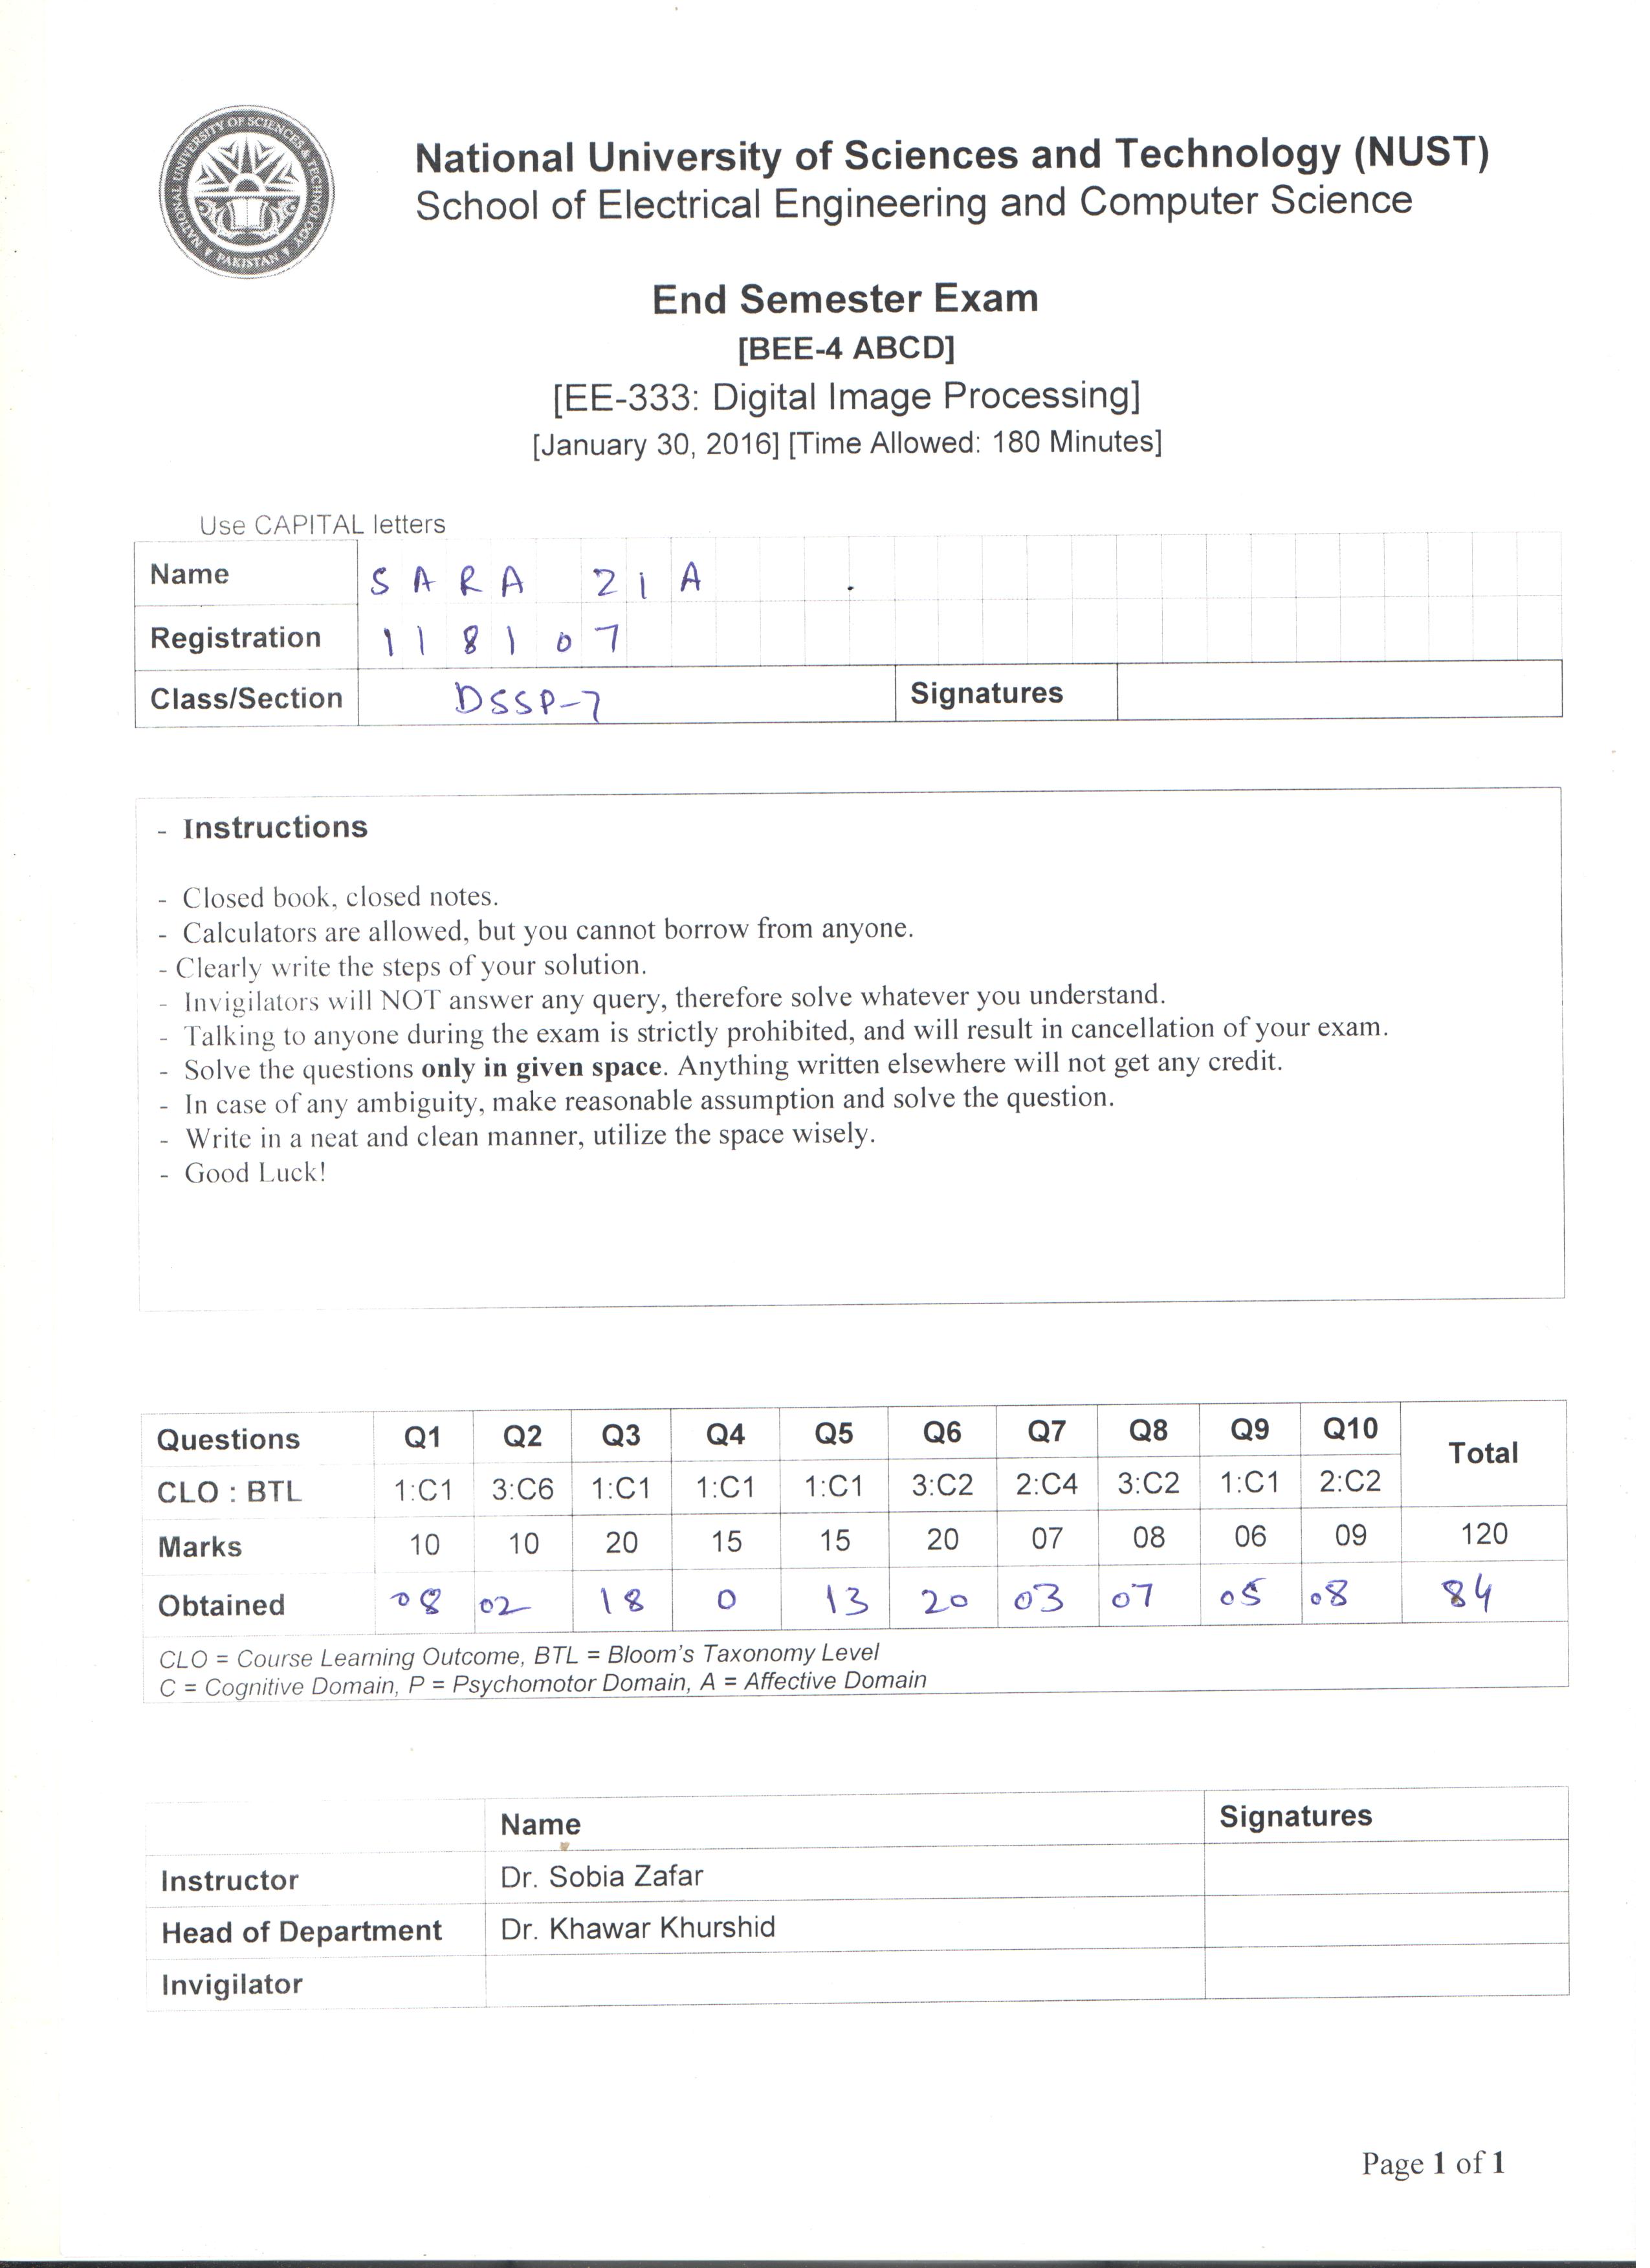 NATIONAL UNIVERSITY OF SCIENCES & TECHNOLOGY
PAKISTAN
National University of Sciences and Technology (NUST)
School of Electrical Engineering and Computer Science
End Semester Exam
[BEE-4 ABCD]
[EE-333: Digital Image Processing]
[January 30, 2016] [Time Allowed: 180 Minutes]
Use CAPITAL letters
Name SARA ZIA
Registration 118107
Class/Section DSSP-7 Signatures
- Instructions
- Closed book, closed notes.
- Calculators are allowed, but you cannot borrow from anyone.
- Clearly write the steps of your solution.
- Invigilators will NOT answer any query, therefore solve whatever you understand.
- Talking to anyone during the exam is strictly prohibited, and will result in cancellation of your exam.
- Solve the questions only in given space. Anything written elsewhere will not get any credit.
- In case of any ambiguity, make reasonable assumption and solve the question.
- Write in a neat and clean manner, utilize the space wisely.
- Good Luck!
Questions Q1 Q2 Q3 Q4 Q5 Q6 Q7 Q8 Q9 Q10 Total
CLO : BTL 1:C1 3:C6 1:C1 1:C1 1:C1 3:C2 2:C4 3:C2 1:C1 2:C2
Marks 10 10 20 15 15 20 07 08 06 09 120
Obtained 08 02 18 0 13 20 03 07 05 08 84
CLO = Course Learning Outcome, BTL = Bloom's Taxonomy Level
C = Cognitive Domain, P = Psychomotor Domain, A = Affective Domain
Name Signatures
Instructor Dr. Sobia Zafar
Head of Department Dr. Khawar Khurshid
Invigilator
Page 1 of 1